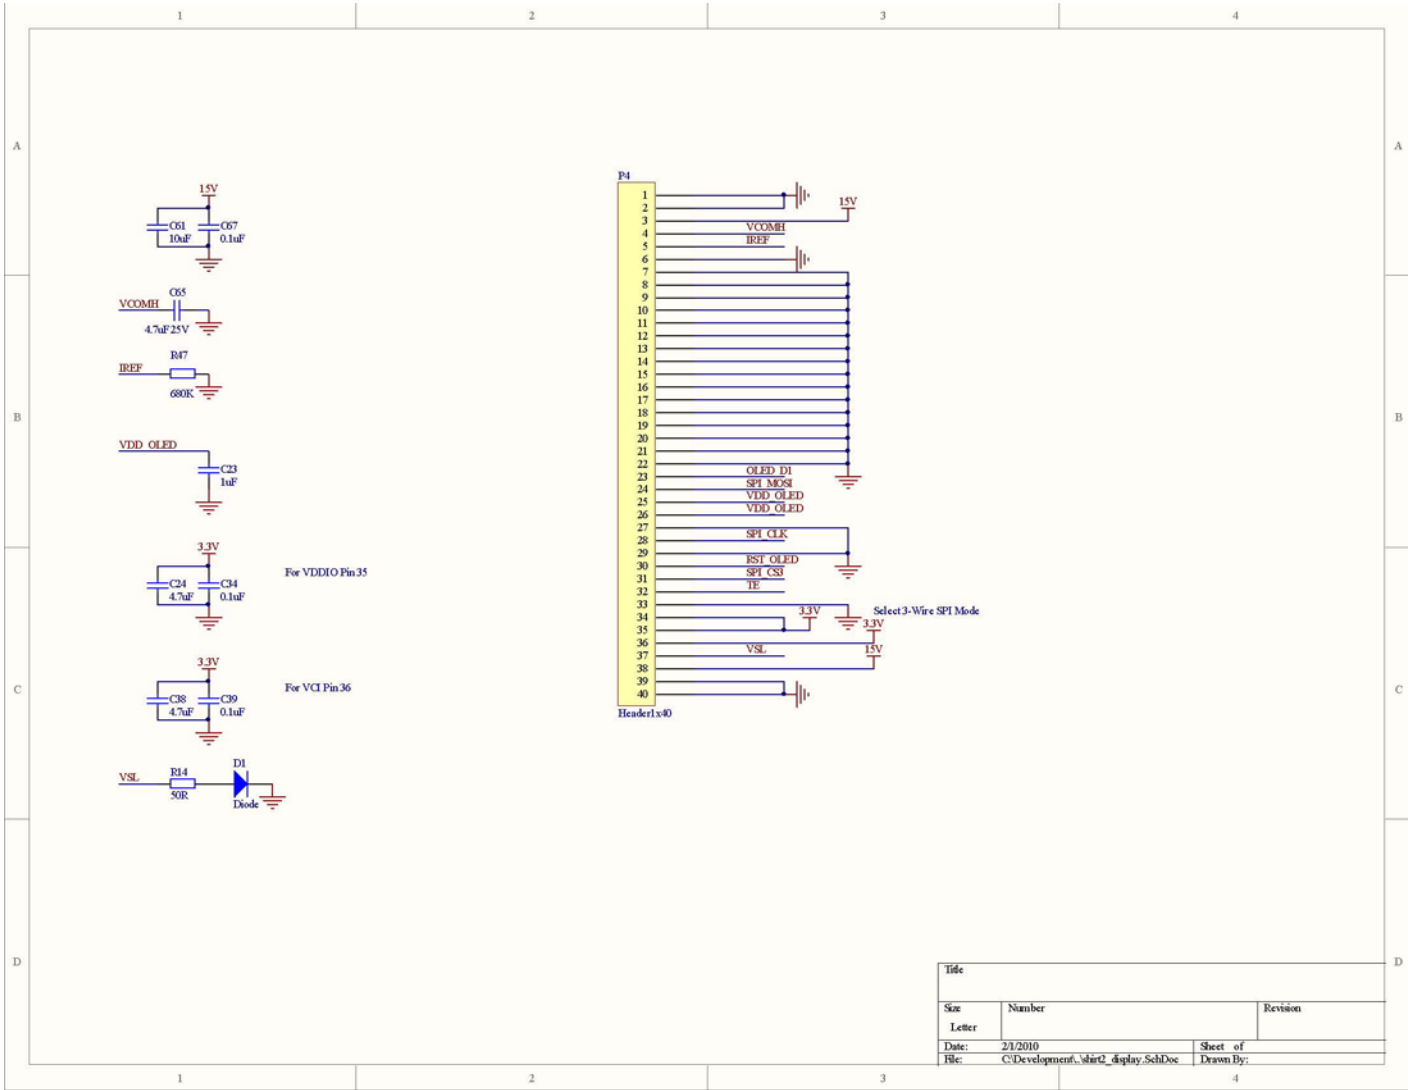 1 2 3 4
A A
15V
C61 C67
10uF 0.1uF
C65
VCOMH
4.7uF 25V
R47
IREF
680K
B B
VDD_OLED
C23
1uF
3.3V
C24 C34
4.7uF 0.1uF
For VDDIO Pin 35
3.3V
C38 C39
4.7uF 0.1uF
For VCI Pin 36
C C
VSL
R14
50R
D1
Diode
P4
1
2
3 15V
4 VCOMH
5 IREF
6
7
8
9
10
11
12
13
14
15
16
17
18
19
20
21
22
23 OLED_D1
24 SPI_MOSI
25 VDD_OLED
26 VDD_OLED
27
28 SPI_CLK
29
30 RST_OLED
31 SPI_CS3
32 TE
33
Select 3-Wire SPI Mode
34 3.3V
35
36 3.3V
37 VSL
38 15V
39
40
Header1x40
D D
Title
Size Number Revision
Letter
Date: 2/1/2010 Sheet of
File: C:\Development\..\shirt2_display.SchDoc Drawn By:
1 2 3 4